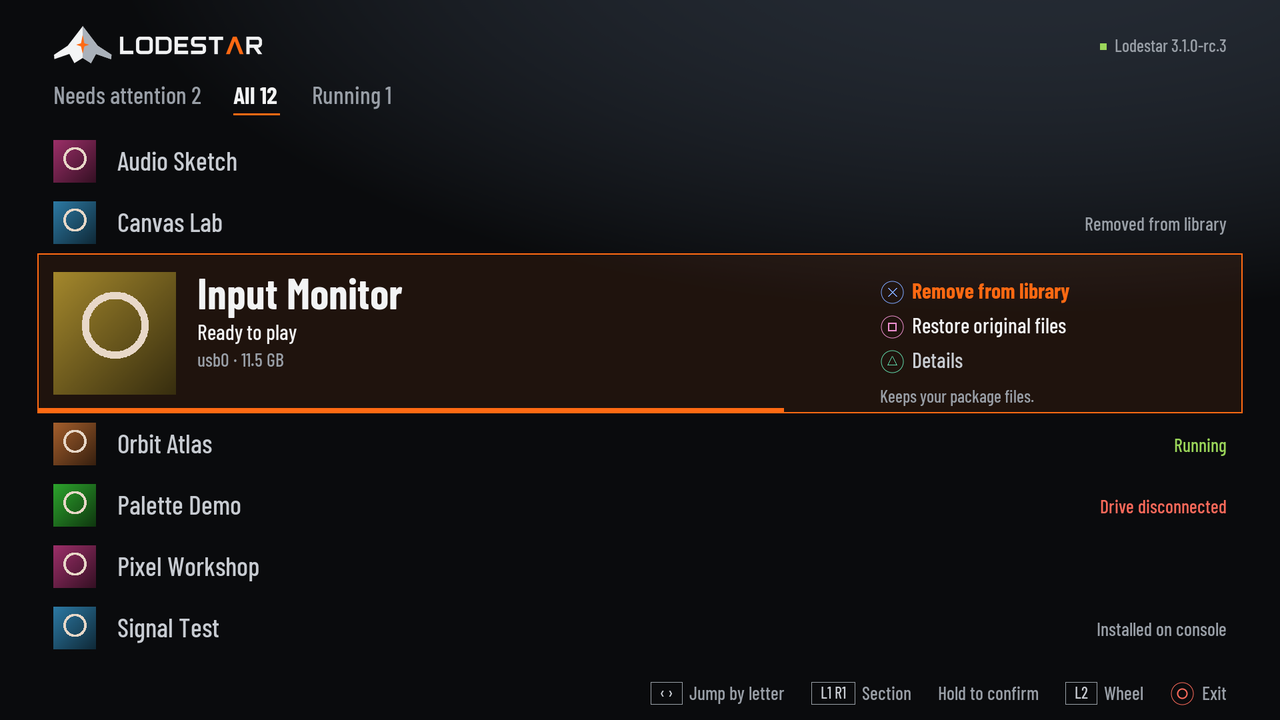 LODESTAR
Lodestar 3.1.0-rc.3
Needs attention 2 All 12 Running 1
Audio Sketch
Canvas Lab Removed from library
Input Monitor
Ready to play
usb0 · 11.5 GB
Remove from library
Restore original files
Details
Keeps your package files.
Orbit Atlas Running
Palette Demo Drive disconnected
Pixel Workshop
Signal Test Installed on console
‹ › Jump by letter L1 R1 Section Hold to confirm L2 Wheel Exit